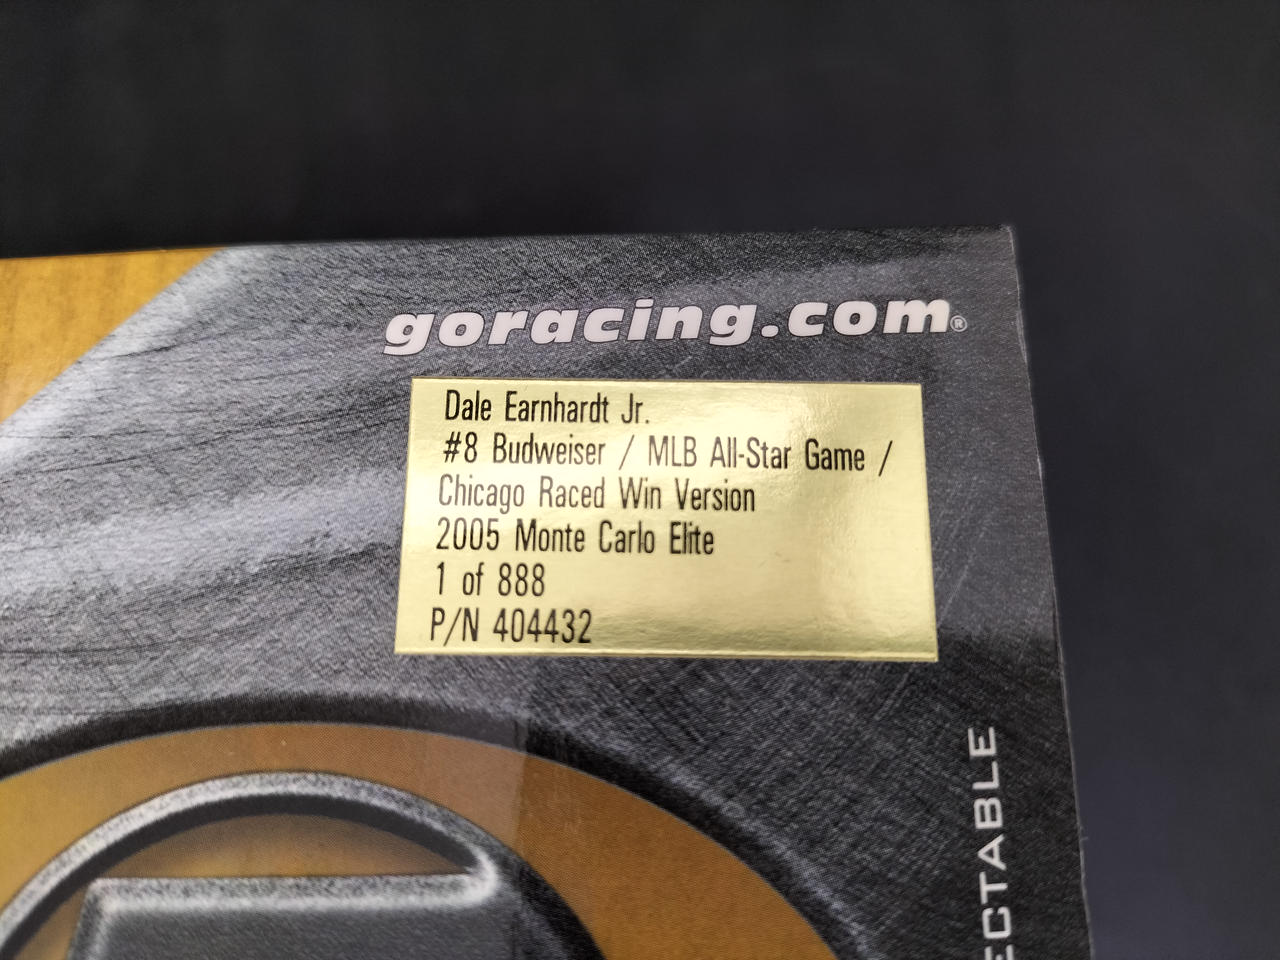 goracing.com®
Dale Earnhardt Jr.
#8 Budweiser / MLB All-Star Game /
Chicago Raced Win Version
2005 Monte Carlo Elite
1 of 888
P/N 404432
ECTABLE